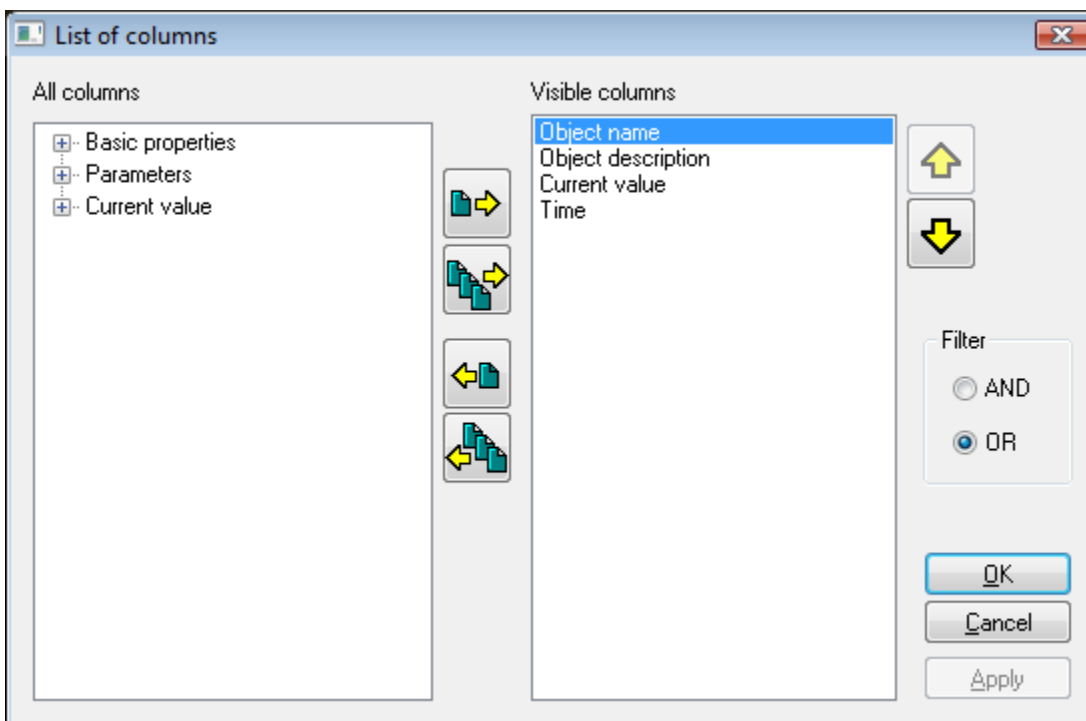 List of columns
All columns
Basic properties
Parameters
Current value
Visible columns
Object name
Object description
Current value
Time
Filter
AND
OR
OK
Cancel
Apply